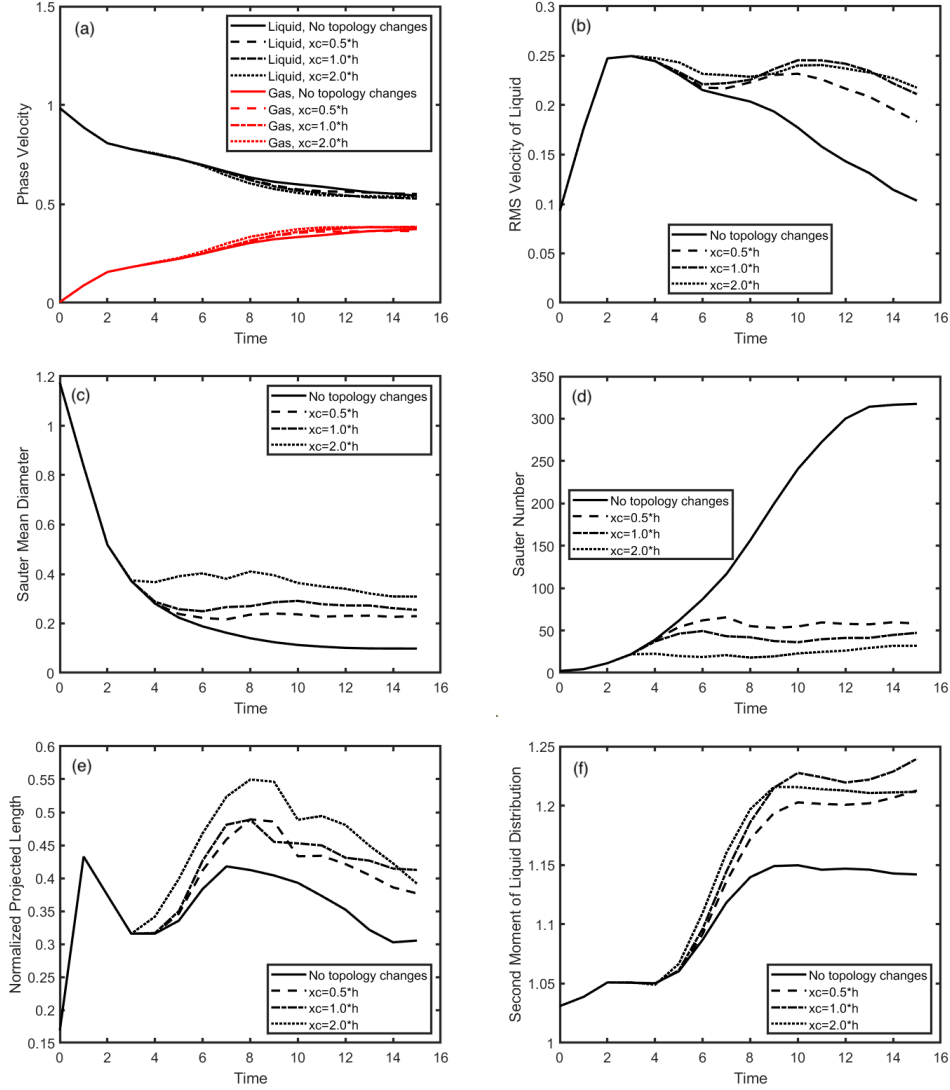 (a)
Liquid, No topology changes
Liquid, xc=0.5*h
Liquid, xc=1.0*h
Liquid, xc=2.0*h
Gas, No topology changes
Gas, xc=0.5*h
Gas, xc=1.0*h
Gas, xc=2.0*h
Phase Velocity
1.5
1
0.5
0
0 2 4 6 8 10 12 14 16
Time
(b)
RMS Velocity of Liquid
0.3
0.25
0.2
0.15
0.1
0.05
0
No topology changes
xc=0.5*h
xc=1.0*h
xc=2.0*h
0 2 4 6 8 10 12 14 16
Time
(c)
Sauter Mean Diameter
1.2
1
0.8
0.6
0.4
0.2
0
No topology changes
xc=0.5*h
xc=1.0*h
xc=2.0*h
0 2 4 6 8 10 12 14 16
Time
(d)
Sauter Number
350
300
250
200
150
100
50
0
No topology changes
xc=0.5*h
xc=1.0*h
xc=2.0*h
0 2 4 6 8 10 12 14 16
Time
(e)
Normalized Projected Length
0.6
0.55
0.5
0.45
0.4
0.35
0.3
0.25
0.2
0.15
No topology changes
xc=0.5*h
xc=1.0*h
xc=2.0*h
0 2 4 6 8 10 12 14 16
Time
(f)
Second Moment of Liquid Distribution
1.25
1.2
1.15
1.1
1.05
1
No topology changes
xc=0.5*h
xc=1.0*h
xc=2.0*h
0 2 4 6 8 10 12 14 16
Time